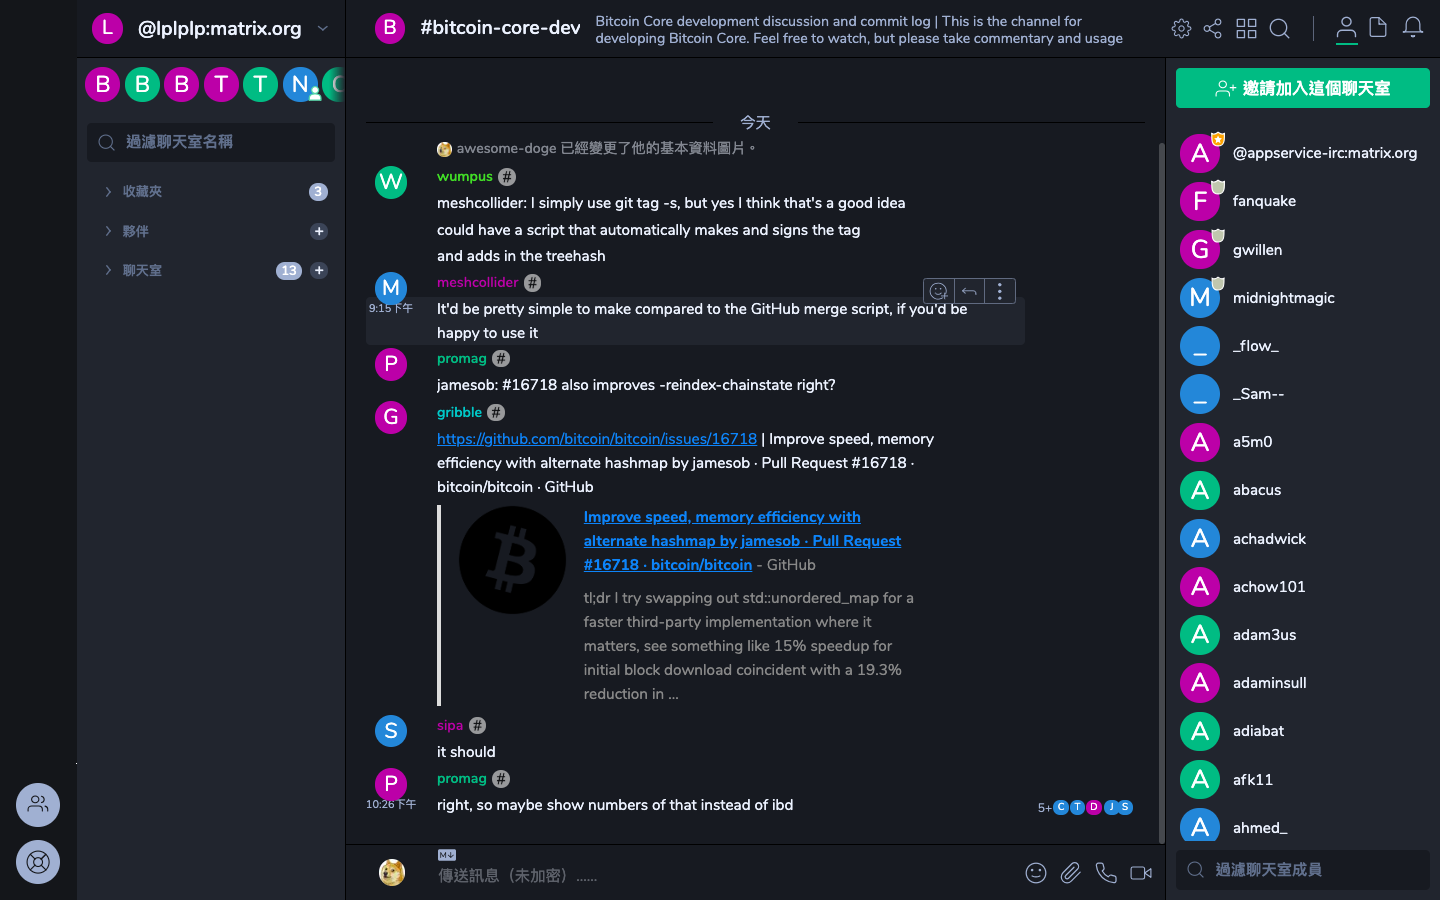 L @lplplp:matrix.org
B B B T T N C
過濾聊天室名稱
收藏夾 3
夥伴 +
聊天室 13 +
B #bitcoin-core-dev
Bitcoin Core development discussion and commit log | This is the channel for
developing Bitcoin Core. Feel free to watch, but please take commentary and usage
今天
awesome-doge 已經變更了他的基本資料圖片。
W wumpus #
meshcollider: I simply use git tag -s, but yes I think that's a good idea
could have a script that automatically makes and signs the tag
and adds in the treehash
M meshcollider #
9:15下午 It'd be pretty simple to make compared to the GitHub merge script, if you'd be
happy to use it
P promag #
jamesob: #16718 also improves -reindex-chainstate right?
G gribble #
https://github.com/bitcoin/bitcoin/issues/16718 | Improve speed, memory
efficiency with alternate hashmap by jamesob · Pull Request #16718 ·
bitcoin/bitcoin · GitHub
Improve speed, memory efficiency with
alternate hashmap by jamesob · Pull Request
#16718 · bitcoin/bitcoin - GitHub
tl;dr I try swapping out std::unordered_map for a
faster third-party implementation where it
matters, see something like 15% speedup for
initial block download coincident with a 19.3%
reduction in ...
S sipa #
it should
P promag #
10:26下午 right, so maybe show numbers of that instead of ibd 5+ C T D J S
M↓
傳送訊息（未加密）……
邀請加入這個聊天室
A @appservice-irc:matrix.org
F fanquake
G gwillen
M midnightmagic
_ _flow_
_ _Sam--
A a5m0
A abacus
A achadwick
A achow101
A adam3us
A adaminsull
A adiabat
A afk11
A ahmed_
過濾聊天室成員